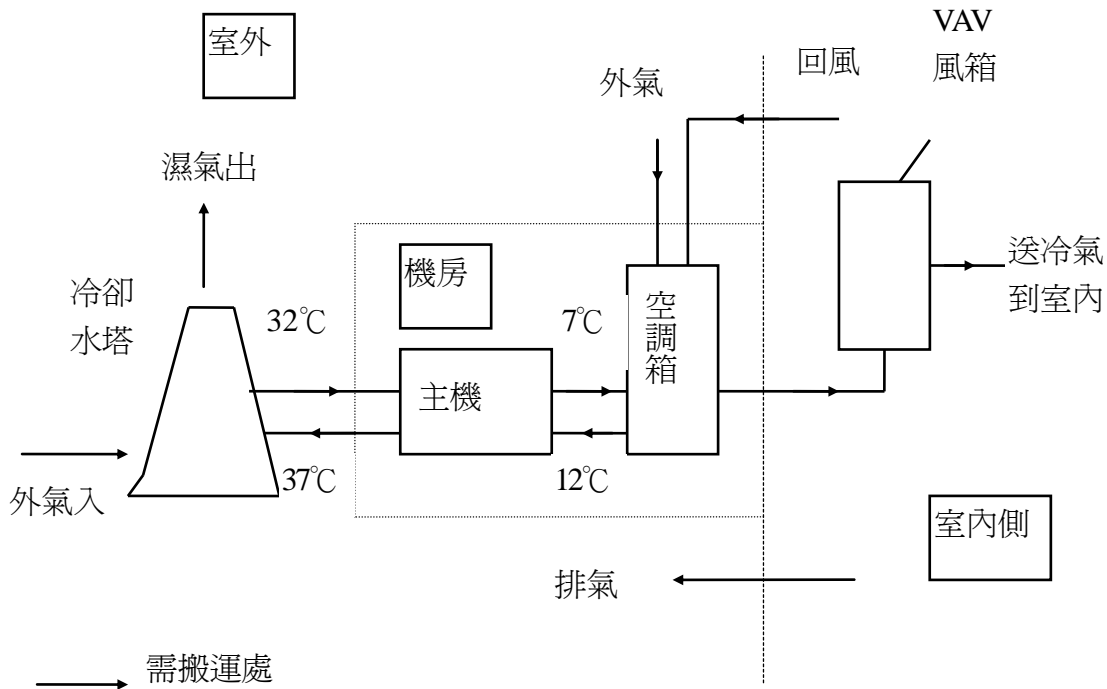 室外
回風
VAV
風箱
外氣
濕氣出
機房
冷卻
水塔
32℃
7℃
空調箱
送冷氣
到室內
主機
37℃
12℃
外氣入
室內側
排氣
需搬運處